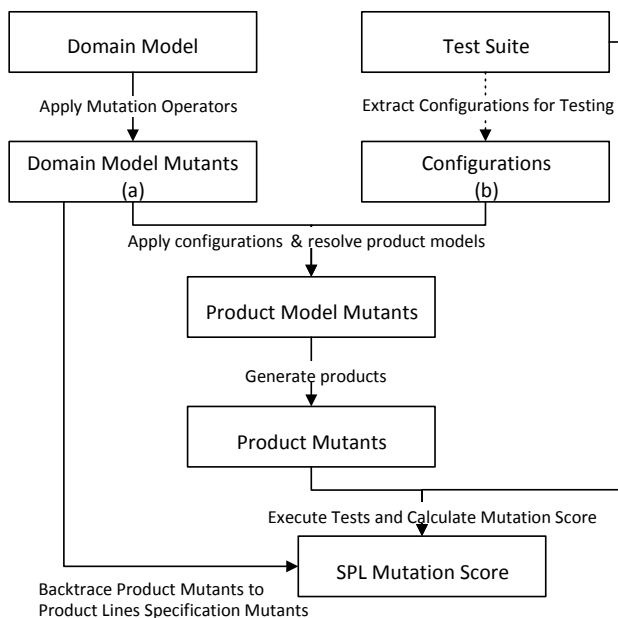 Domain Model
Test Suite
Apply Mutation Operators
Extract Configurations for Testing
Domain Model Mutants
(a)
Configurations
(b)
Apply configurations & resolve product models
Product Model Mutants
Generate products
Product Mutants
Execute Tests and Calculate Mutation Score
SPL Mutation Score
Backtrace Product Mutants to
Product Lines Specification Mutants